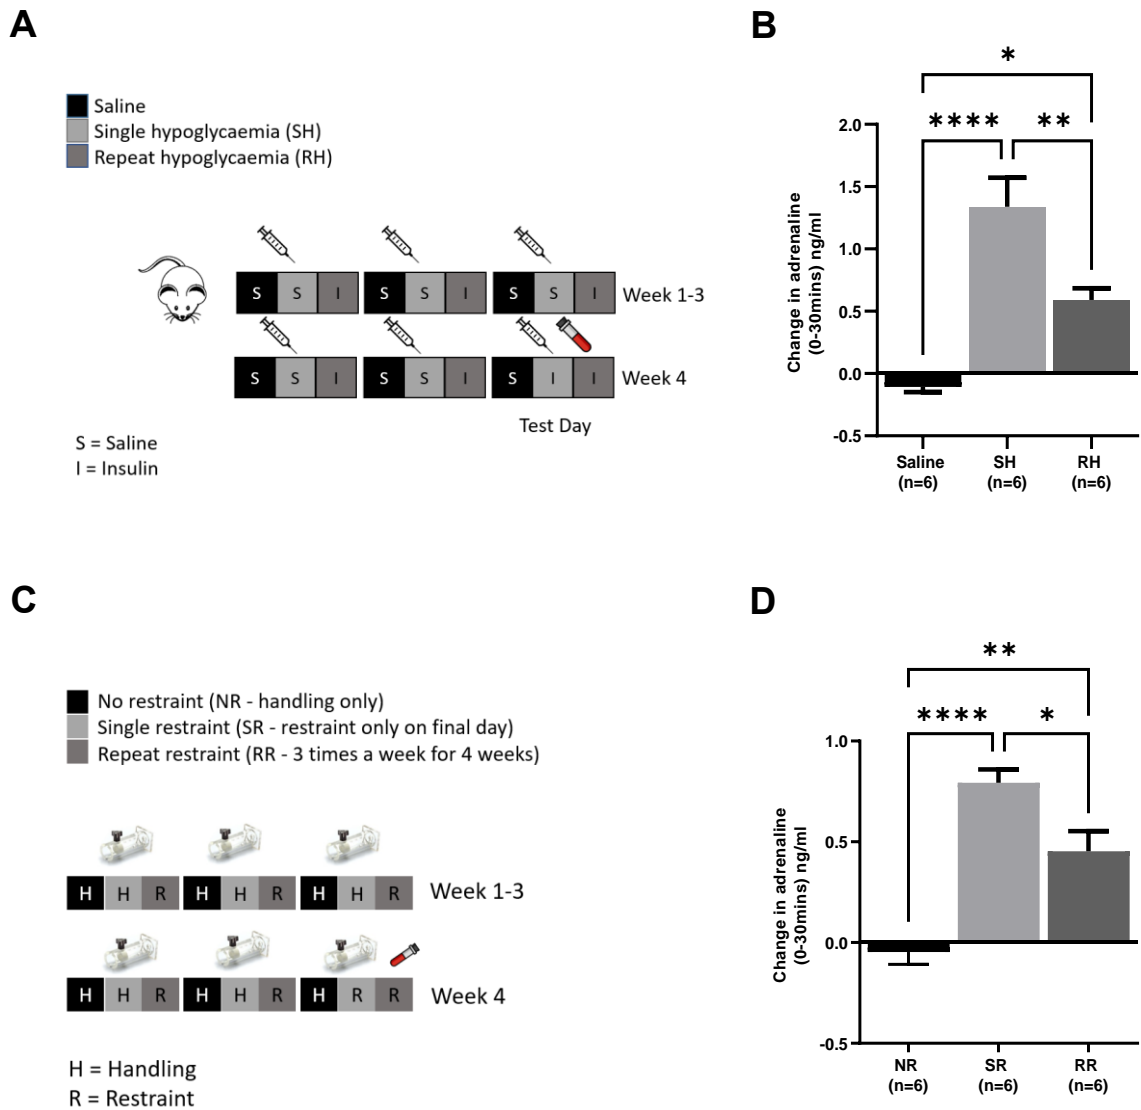 A
Saline
Single hypoglycaemia (SH)
Repeat hypoglycaemia (RH)
S S I S S I S S I Week 1-3
S S I S S I S I I Week 4
Test Day
S = Saline
I = Insulin
B
*
**** **
2.0
1.5
1.0
0.5
0.0
-0.5
Change in adrenaline
(0-30mins) ng/ml
Saline SH RH
(n=6) (n=6) (n=6)
C
No restraint (NR - handling only)
Single restraint (SR - restraint only on final day)
Repeat restraint (RR - 3 times a week for 4 weeks)
H H R H H R H H R Week 1-3
H H R H H R H R R Week 4
H = Handling
R = Restraint
D
**
**** *
1.0
0.5
0.0
-0.5
Change in adrenaline
(0-30mins) ng/ml
NR SR RR
(n=6) (n=6) (n=6)